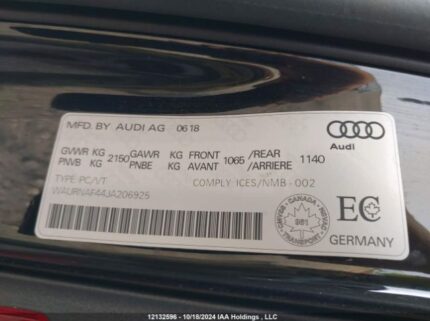 MFD. BY AUDI AG 0618
Audi
GVWR KG 2150 GAWR KG FRONT 1065 /REAR 1140
PNVB KG PNBE KG AVANT /ARRIERE
COMPLY ICES/NMB-002
TYPE: PC/VT
WAURNAF44JA206925
CANADA
TRANSPORT
EC
GERMANY
12132596 - 10/18/2024 IAA Holdings , LLC